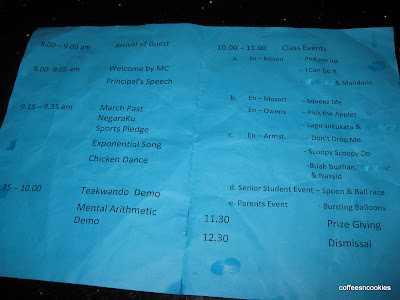 8.00 – 9.00 am Arrival of Guest
9.00- 9.05 am - Welcome by MC
Principal's Speech
9.15 – 9.35 am March Past
NegaraKu
Sports Pledge
Exponential Song
Chicken Dance
.35 – 10.00 Teakwando Demo
Mental Arithmetic
Demo
10.00 – 11.00 Class Events
a. En – Edison - Pick me up
- I Can Do it
& Mandarin
b. En – Mozart - Squeez Me
En – Owens - Pick the Apples
- Lagu sukukata &
c. En – Armst. - Don't Drop Me
- Scoopy Scoopy Do
- Buah buahan,
& Nasyid
d. Senior Student Event – Spoon & Ball race
e. Parents Event - Bursting Balloons
11.30 Prize Giving
12.30 Dismissal
coffeesncookies